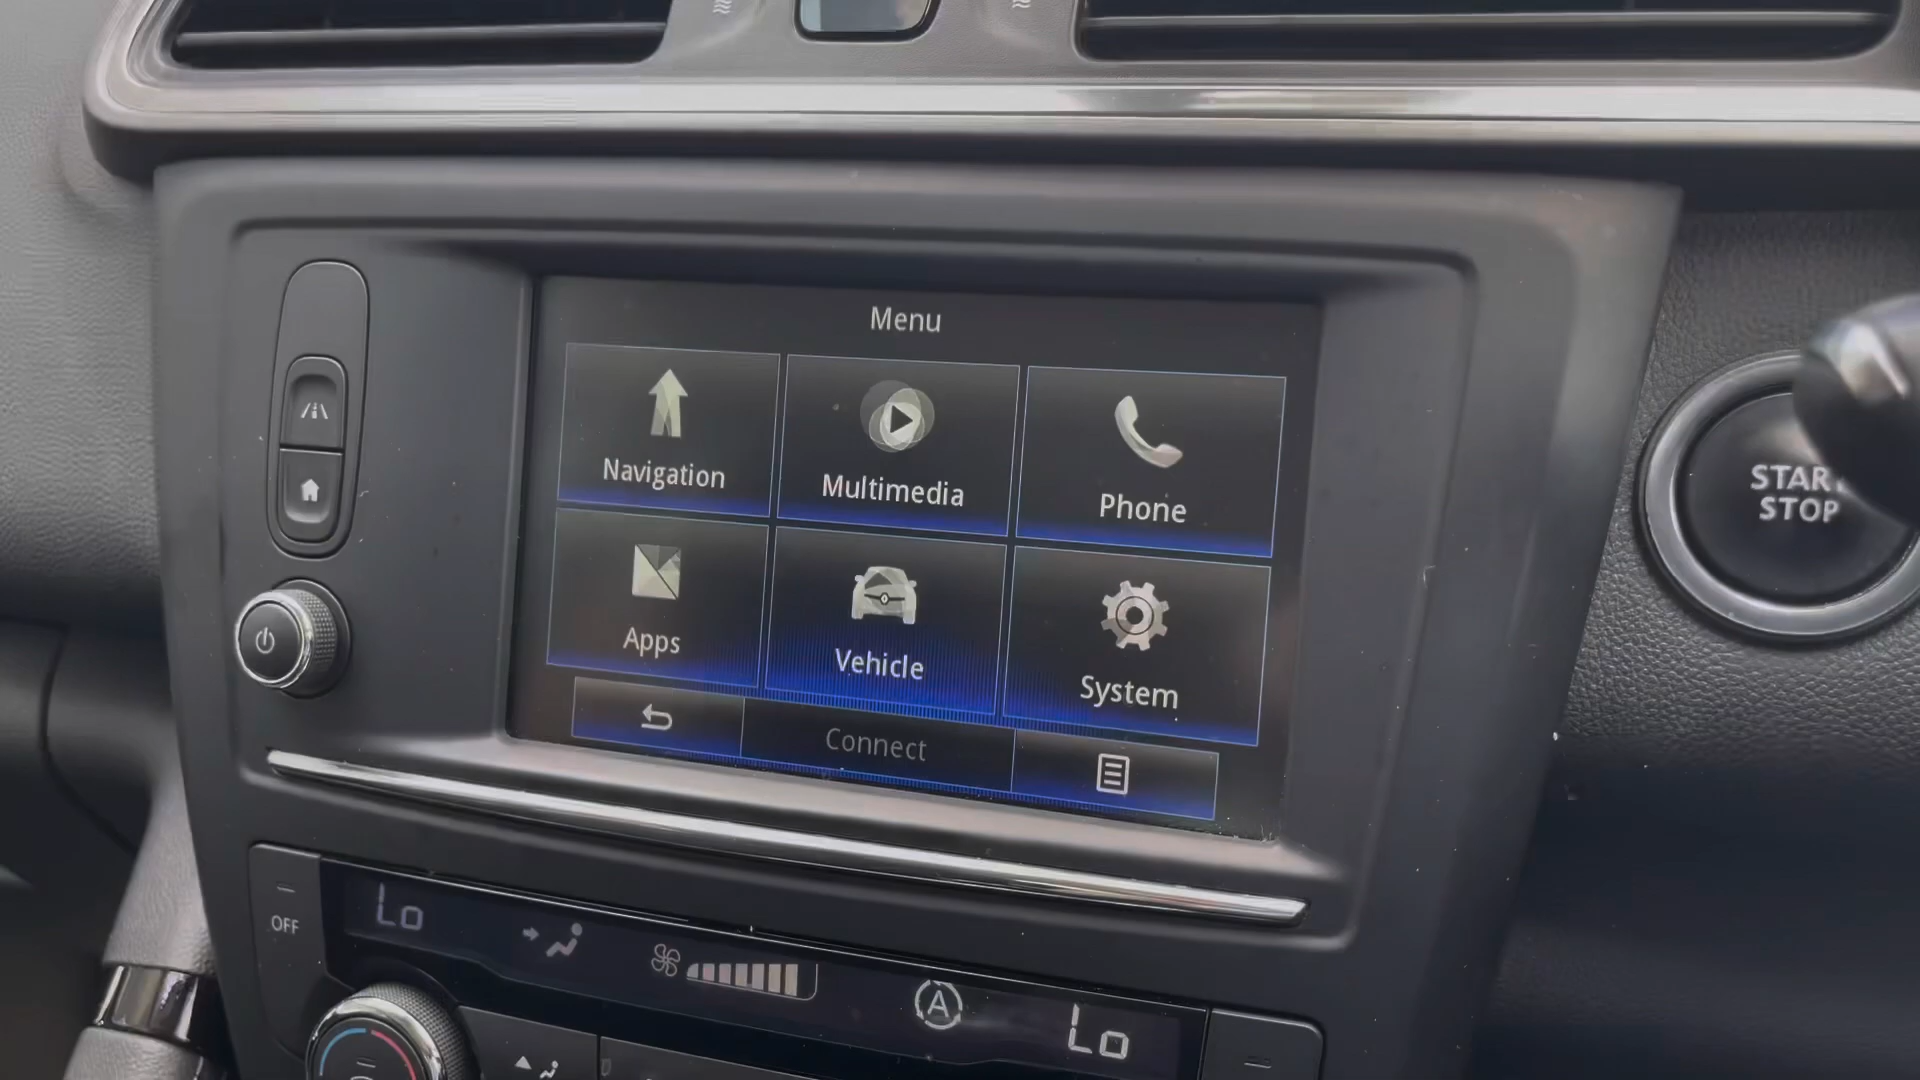 Menu
Navigation
Multimedia
Phone
Apps
Vehicle
System
Connect
START
STOP
OFF
Lo
A
Lo